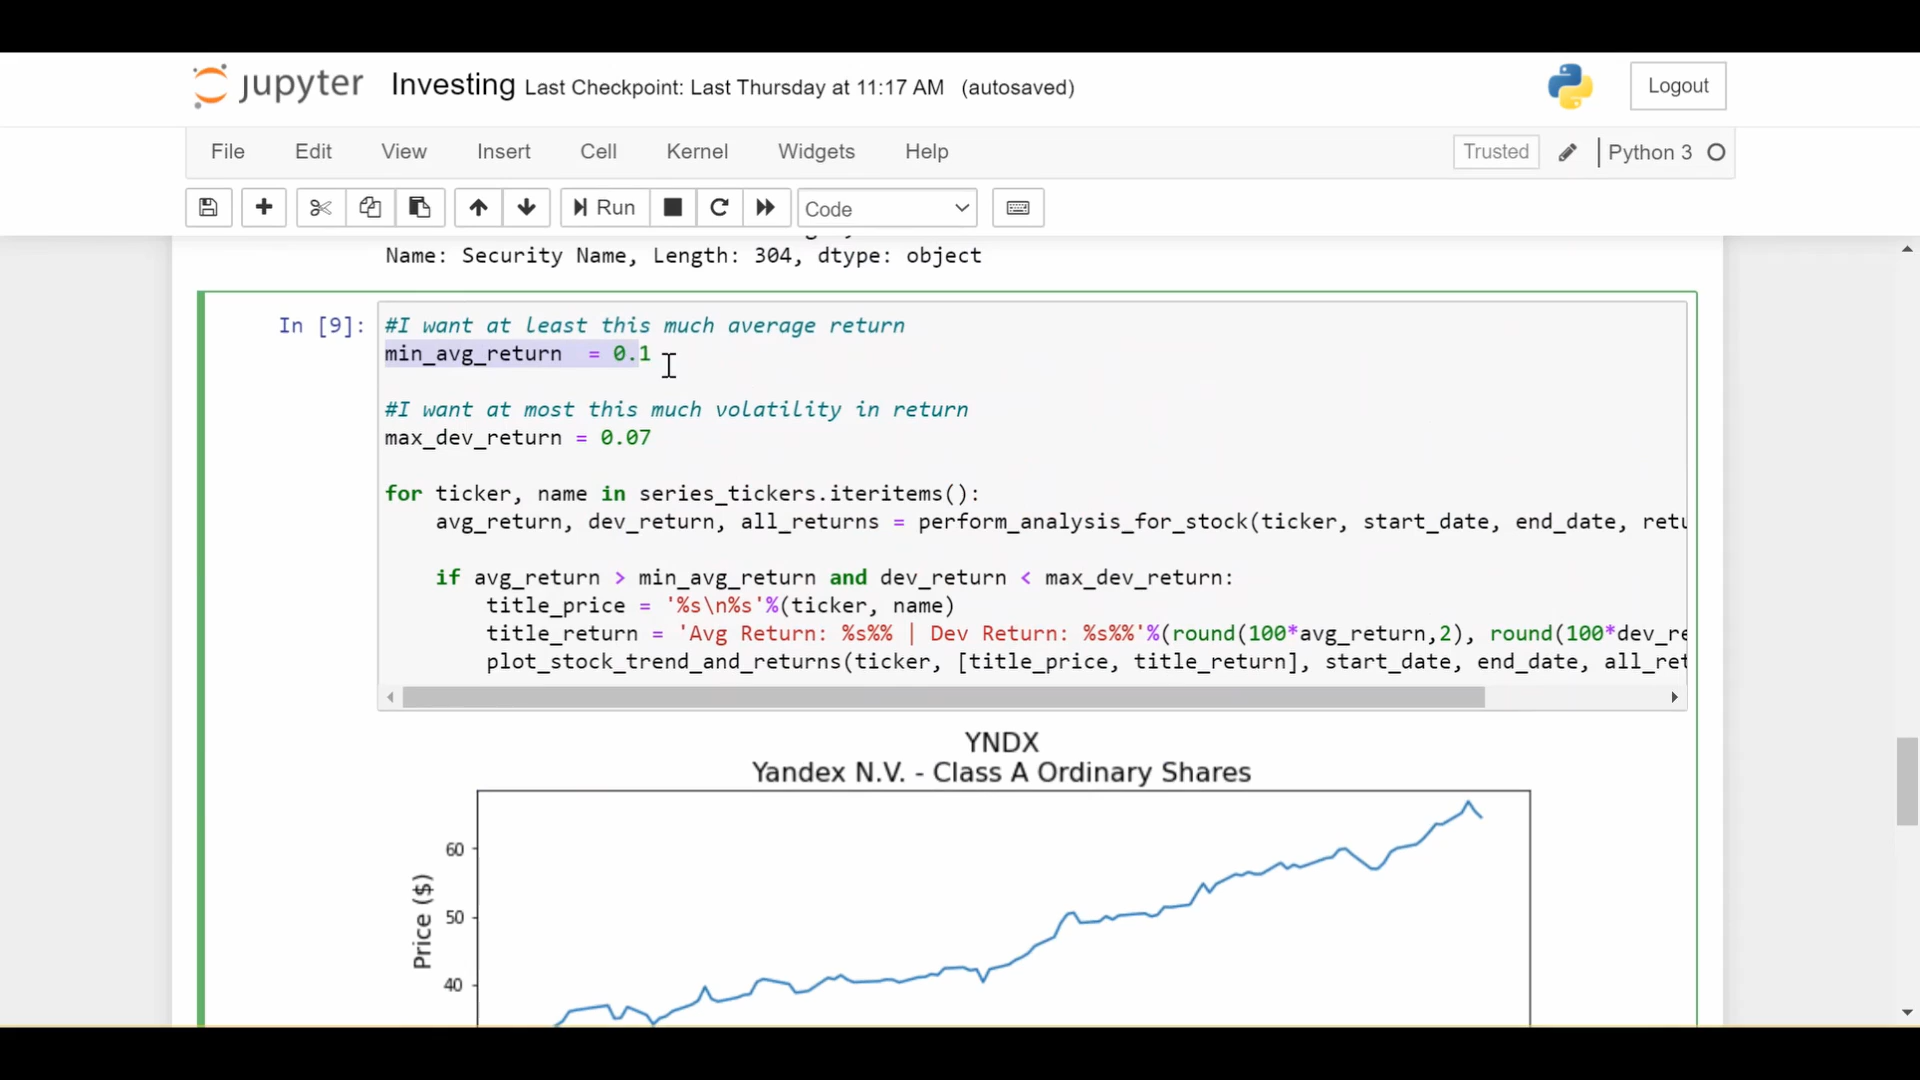 jupyter Investing Last Checkpoint: Last Thursday at 11:17 AM (autosaved) Logout
File Edit View Insert Cell Kernel Widgets Help Trusted Python 3
Run Code
Name: Security Name, Length: 304, dtype: object
In [9]: #I want at least this much average return
min_avg_return  = 0.1
#I want at most this much volatility in return
max_dev_return = 0.07
for ticker, name in series_tickers.iteritems():
    avg_return, dev_return, all_returns = perform_analysis_for_stock(ticker, start_date, end_date, retu
    if avg_return > min_avg_return and dev_return < max_dev_return:
        title_price = '%s\n%s'%(ticker, name)
        title_return = 'Avg Return: %s%% | Dev Return: %s%%'%(round(100*avg_return,2), round(100*dev_re
        plot_stock_trend_and_returns(ticker, [title_price, title_return], start_date, end_date, all_ret
YNDX
Yandex N.V. - Class A Ordinary Shares
Price ($)
60
50
40